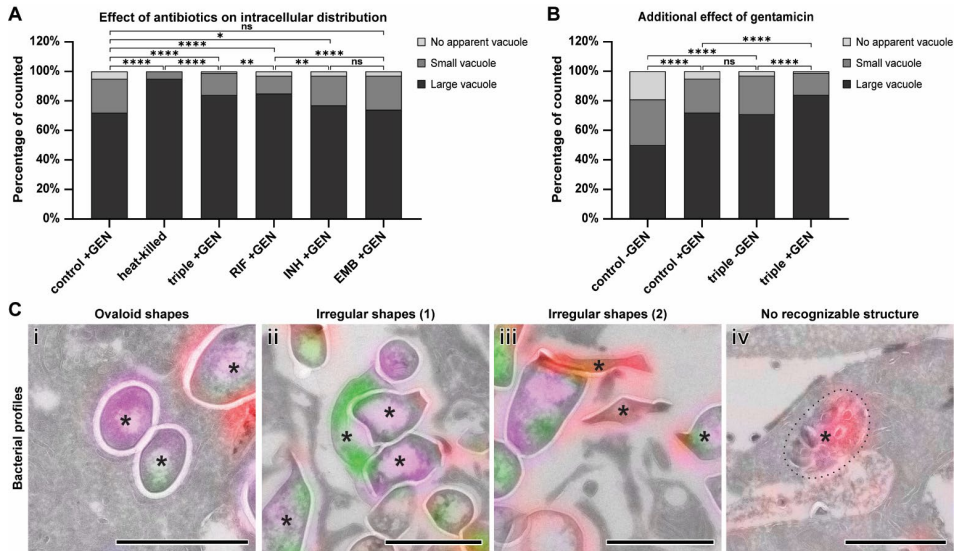 A
Effect of antibiotics on intracellular distribution
Percentage of counted
120%
100%
80%
60%
40%
20%
0%
ns
*
****
**** ****
**** **** ** ** ns
No apparent vacuole
Small vacuole
Large vacuole
control +GEN
heat-killed
triple +GEN
RIF +GEN
INH +GEN
EMB +GEN
B
Additional effect of gentamicin
Percentage of counted
120%
100%
80%
60%
40%
20%
0%
****
****
**** ns ****
No apparent vacuole
Small vacuole
Large vacuole
control -GEN
control +GEN
triple -GEN
triple +GEN
C
Bacterial profiles
Ovaloid shapes
i
* * *
Irregular shapes (1)
ii
* * * *
Irregular shapes (2)
iii
* * *
No recognizable structure
iv
*